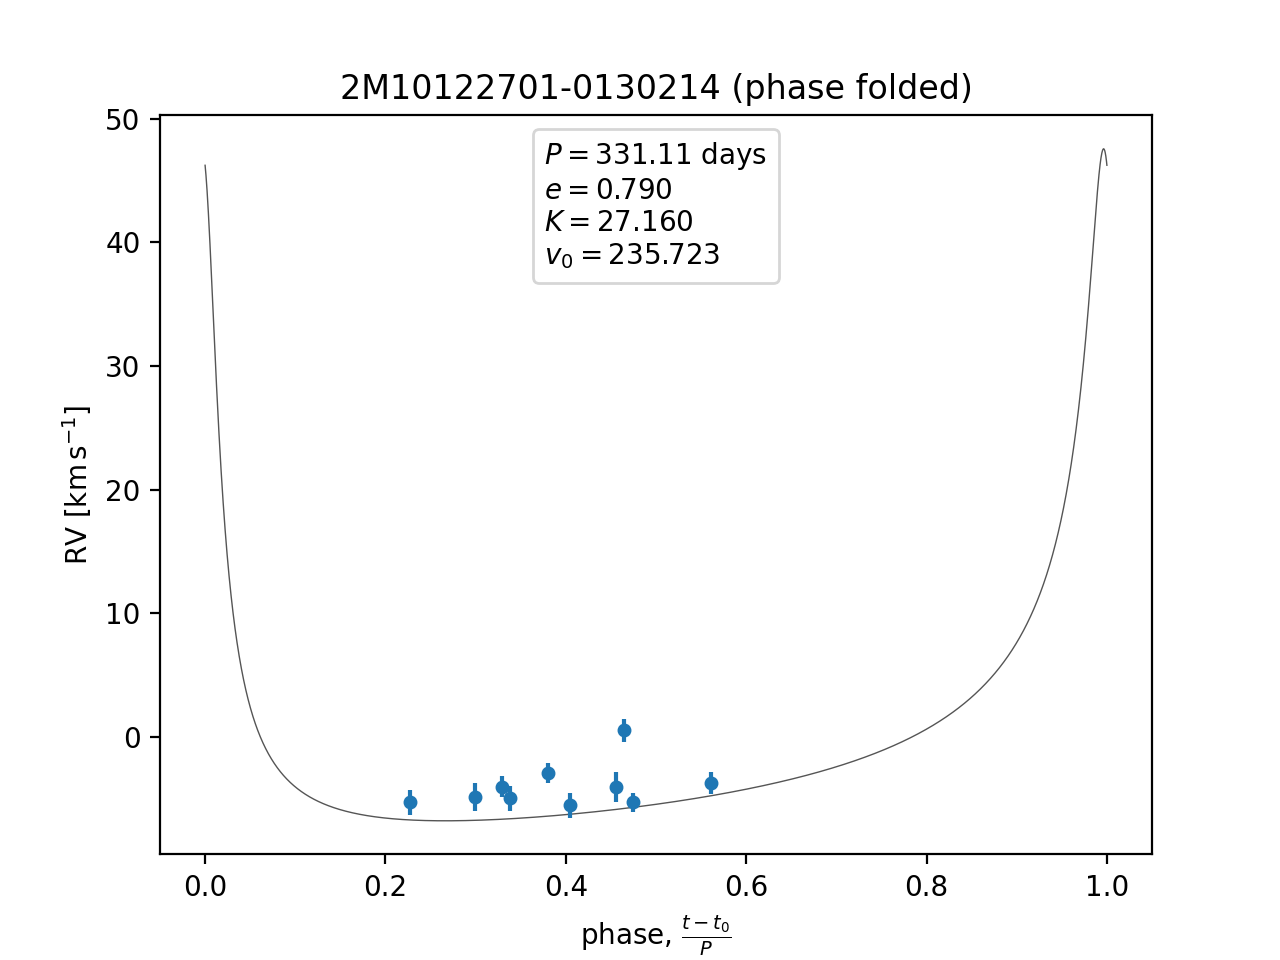 2M10122701-0130214 (phase folded)
P = 331.11 days
e = 0.790
K = 27.160
v₀ = 235.723
50
40
30
20
10
0
RV [km s⁻¹]
0.0 0.2 0.4 0.6 0.8 1.0
phase, (t − t₀)/P